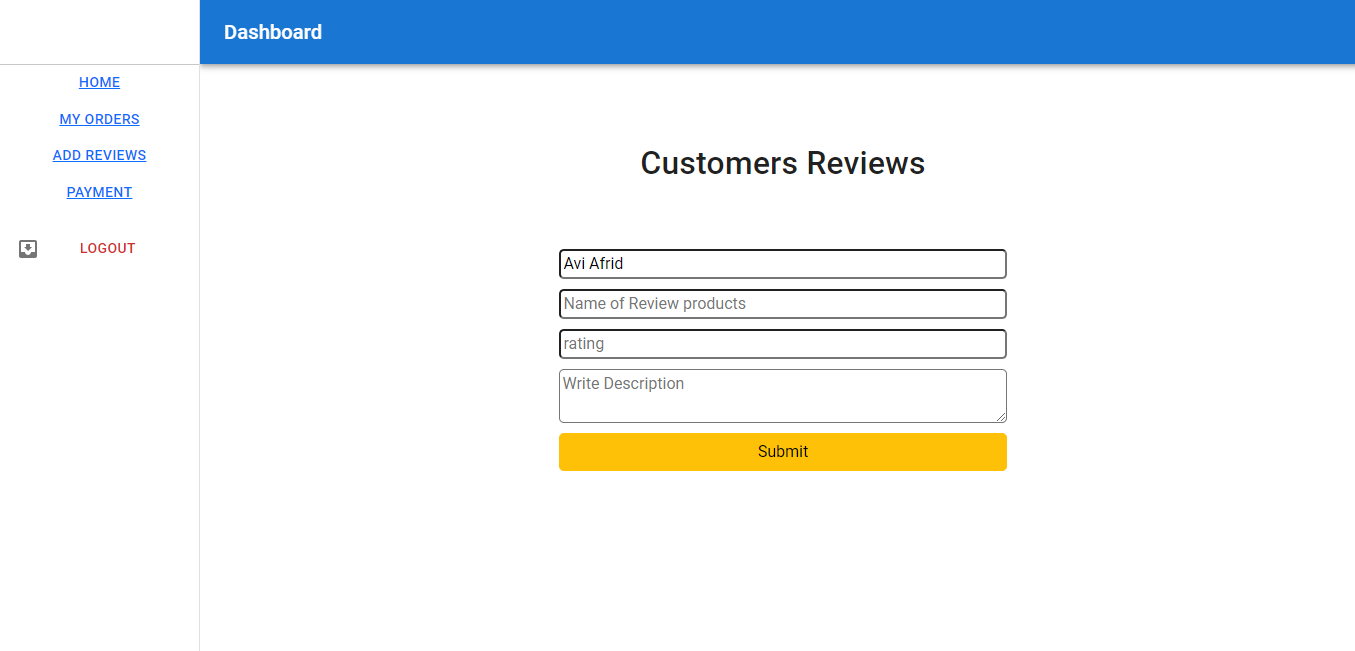 Dashboard
HOME
MY ORDERS
ADD REVIEWS
PAYMENT
LOGOUT
Customers Reviews
Avi Afrid
Name of Review products
rating
Write Description
Submit